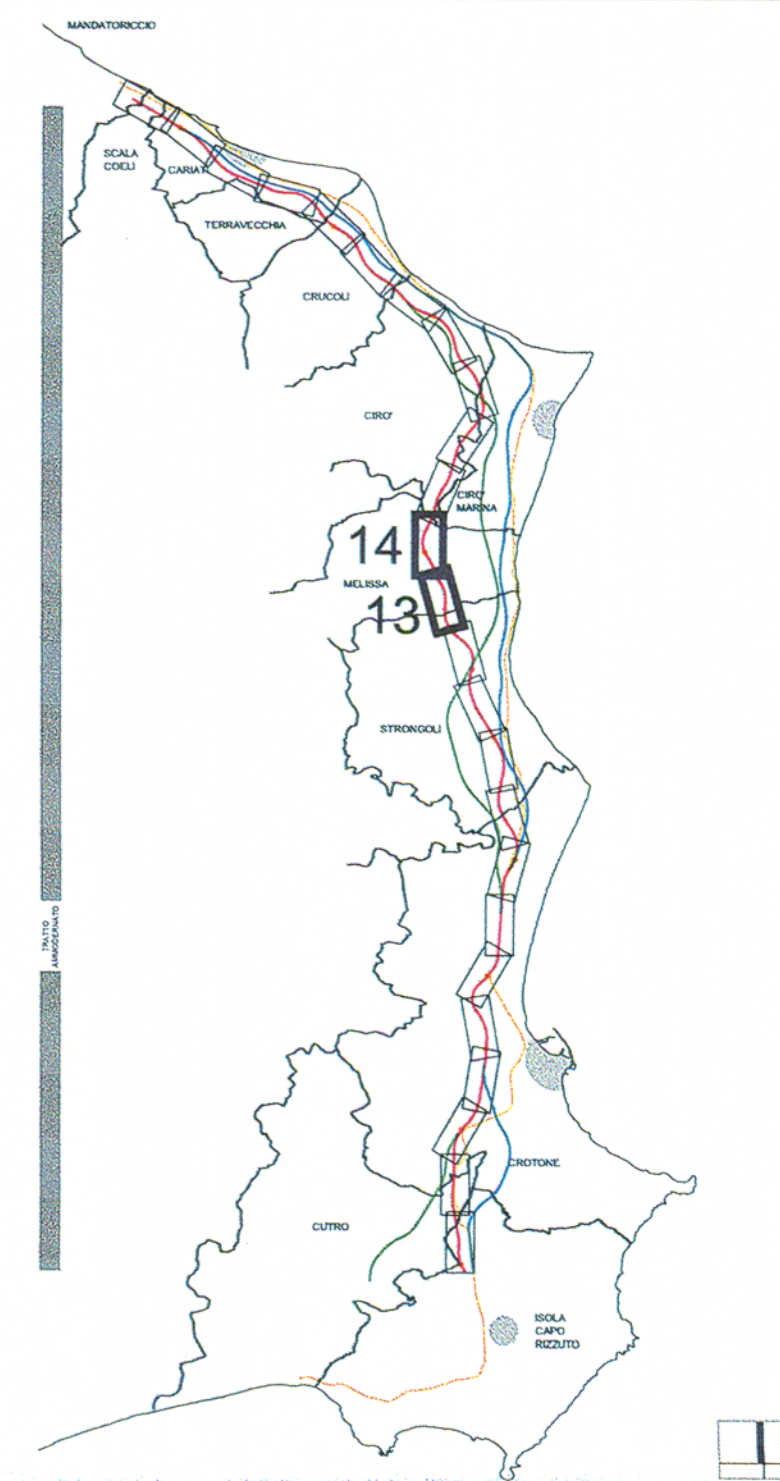 MANDATORICCIO
SCALA
COELI
CARIATI
TERRAVECCHIA
CRUCOLI
CIRO'
CIRO'
MARINA
14
MELISSA
13
STRONGOLI
TRATTO
AMMODERNATO
CROTONE
CUTRO
ISOLA
CAPO
RIZZUTO